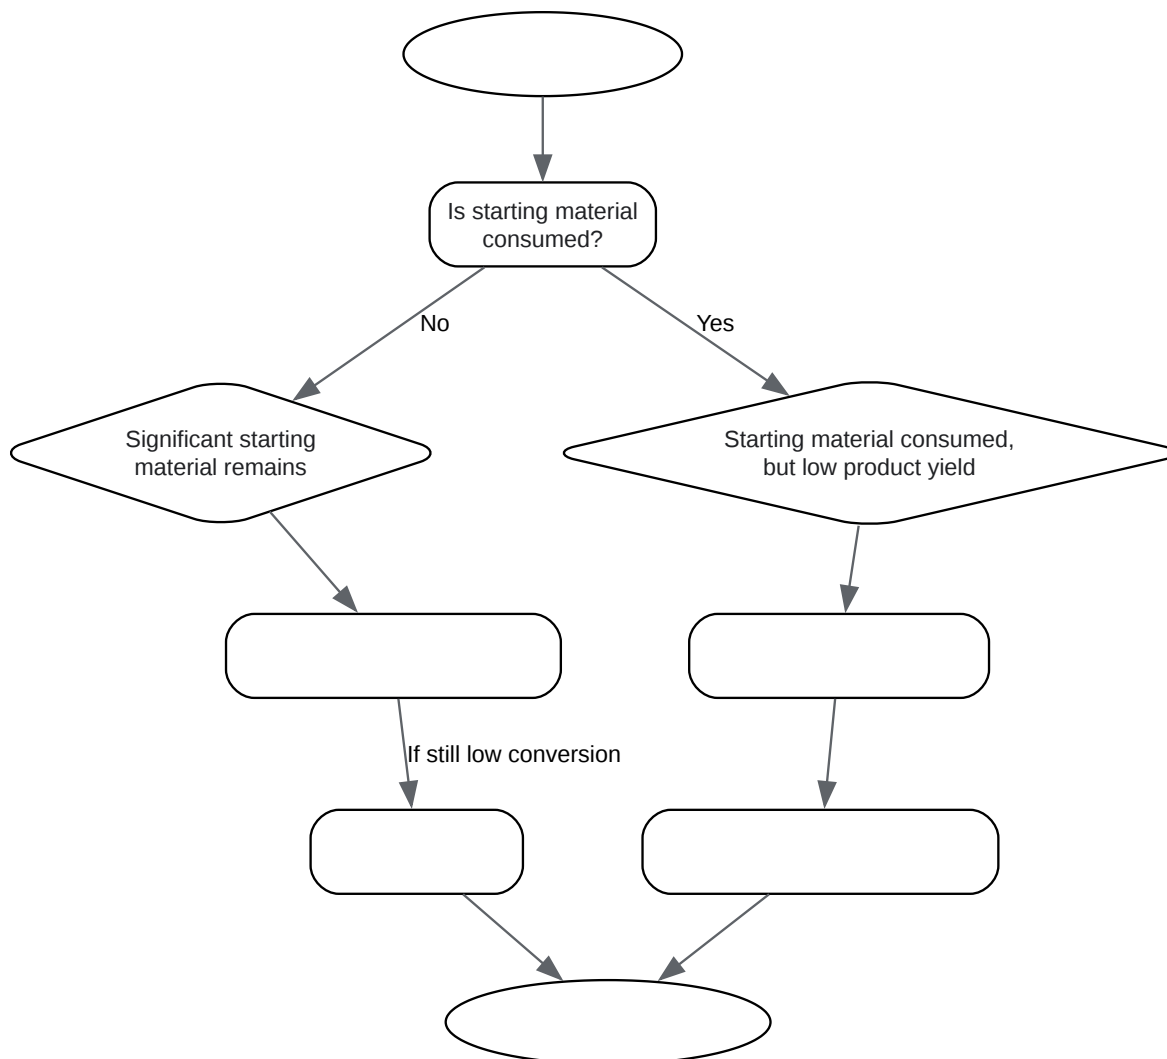 Is starting material
consumed?
No
Yes
Significant starting
material remains
Starting material consumed,
but low product yield
If still low conversion